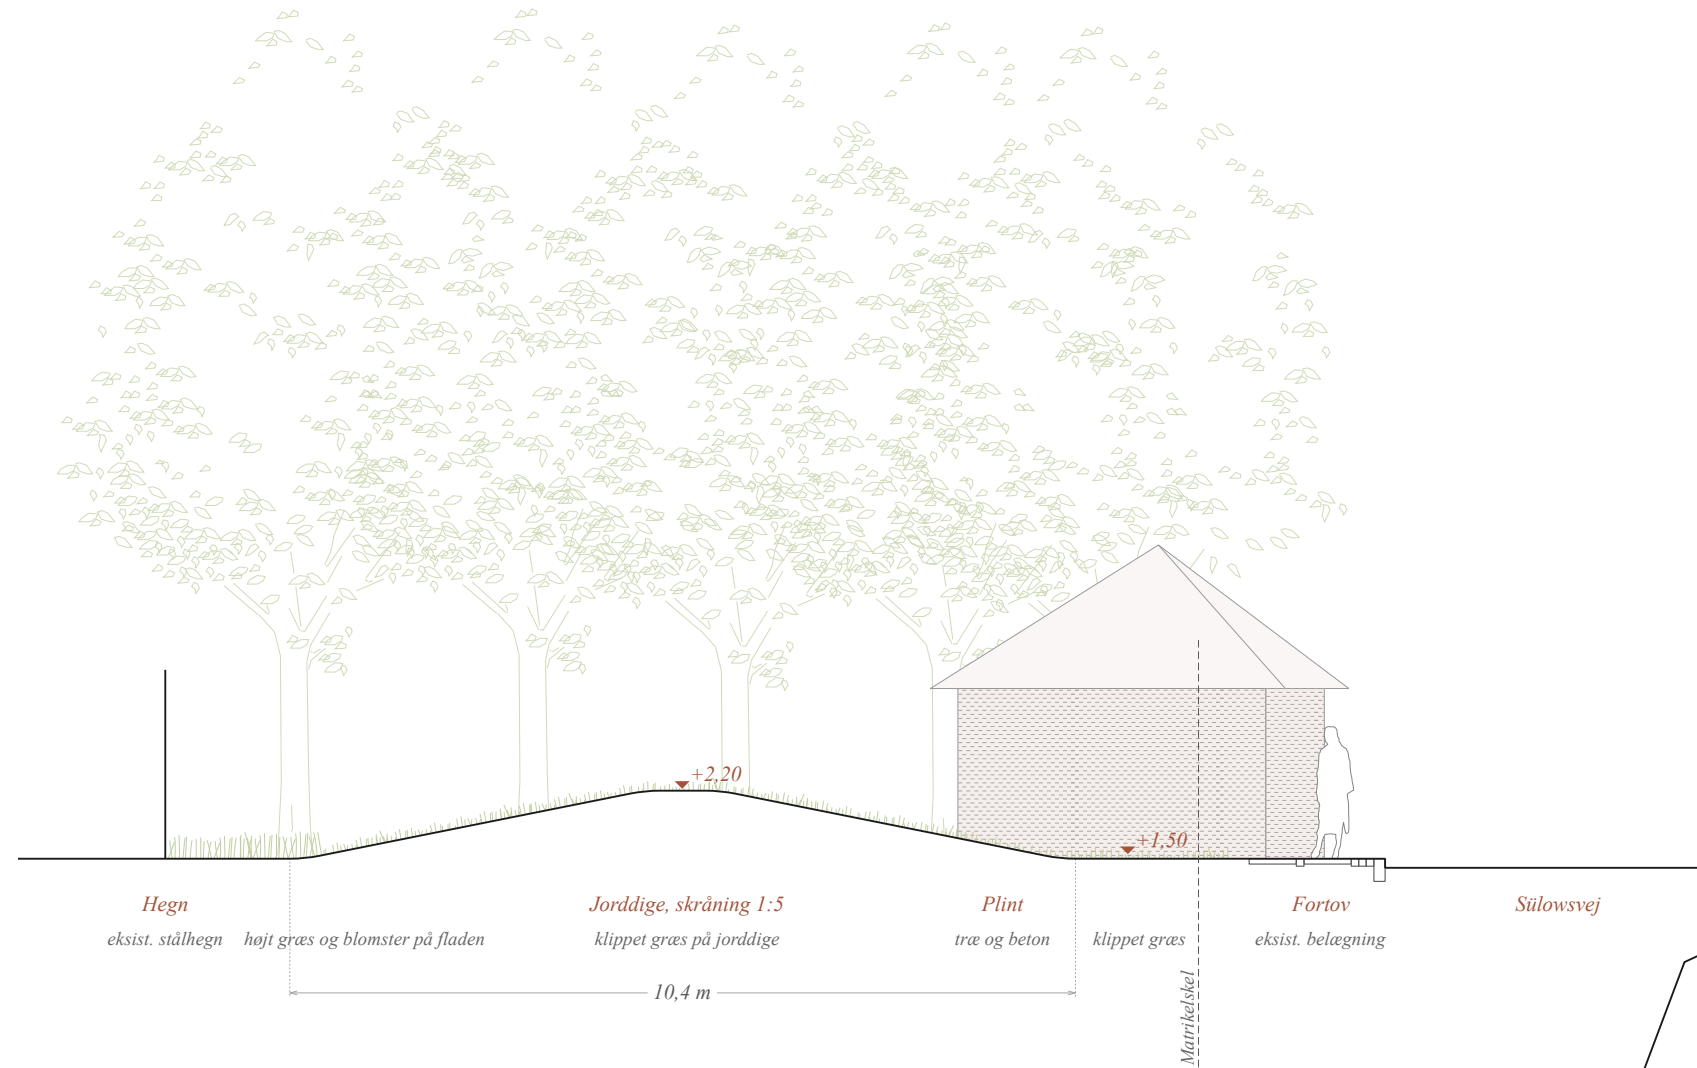 +2,20
+1,50
Hegn
Jorddige, skråning 1:5
Plint
Fortov
Sülowsvej
eksist. stålhegn
højt græs og blomster på fladen
klippet græs på jorddige
træ og beton
klippet græs
eksist. belægning
10,4 m
Matrikelskel